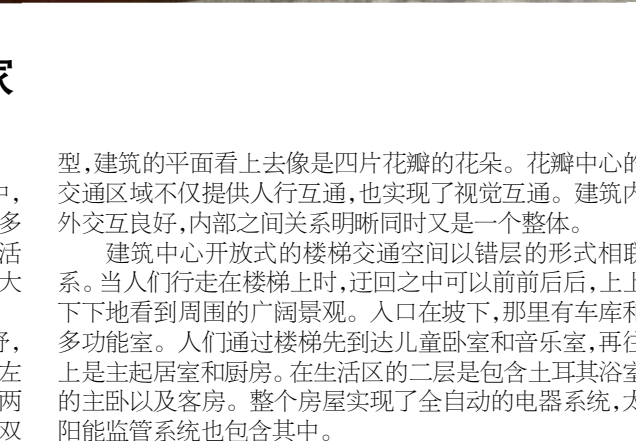 家
中,
多
活
大
野,
左
两
双
型,建筑的平面看上去像是四片花瓣的花朵。花瓣中心的
交通区域不仅提供人行互通,也实现了视觉互通。建筑内
外交互良好,内部之间关系明晰同时又是一个整体。
建筑中心开放式的楼梯交通空间以错层的形式相联
系。当人们行走在楼梯上时,迂回之中可以前前后后,上上
下下地看到周围的广阔景观。入口在坡下,那里有车库和
多功能室。人们通过楼梯先到达儿童卧室和音乐室,再往
上是主起居室和厨房。在生活区的二层是包含土耳其浴室
的主卧以及客房。整个房屋实现了全自动的电器系统,太
阳能监管系统也包含其中。